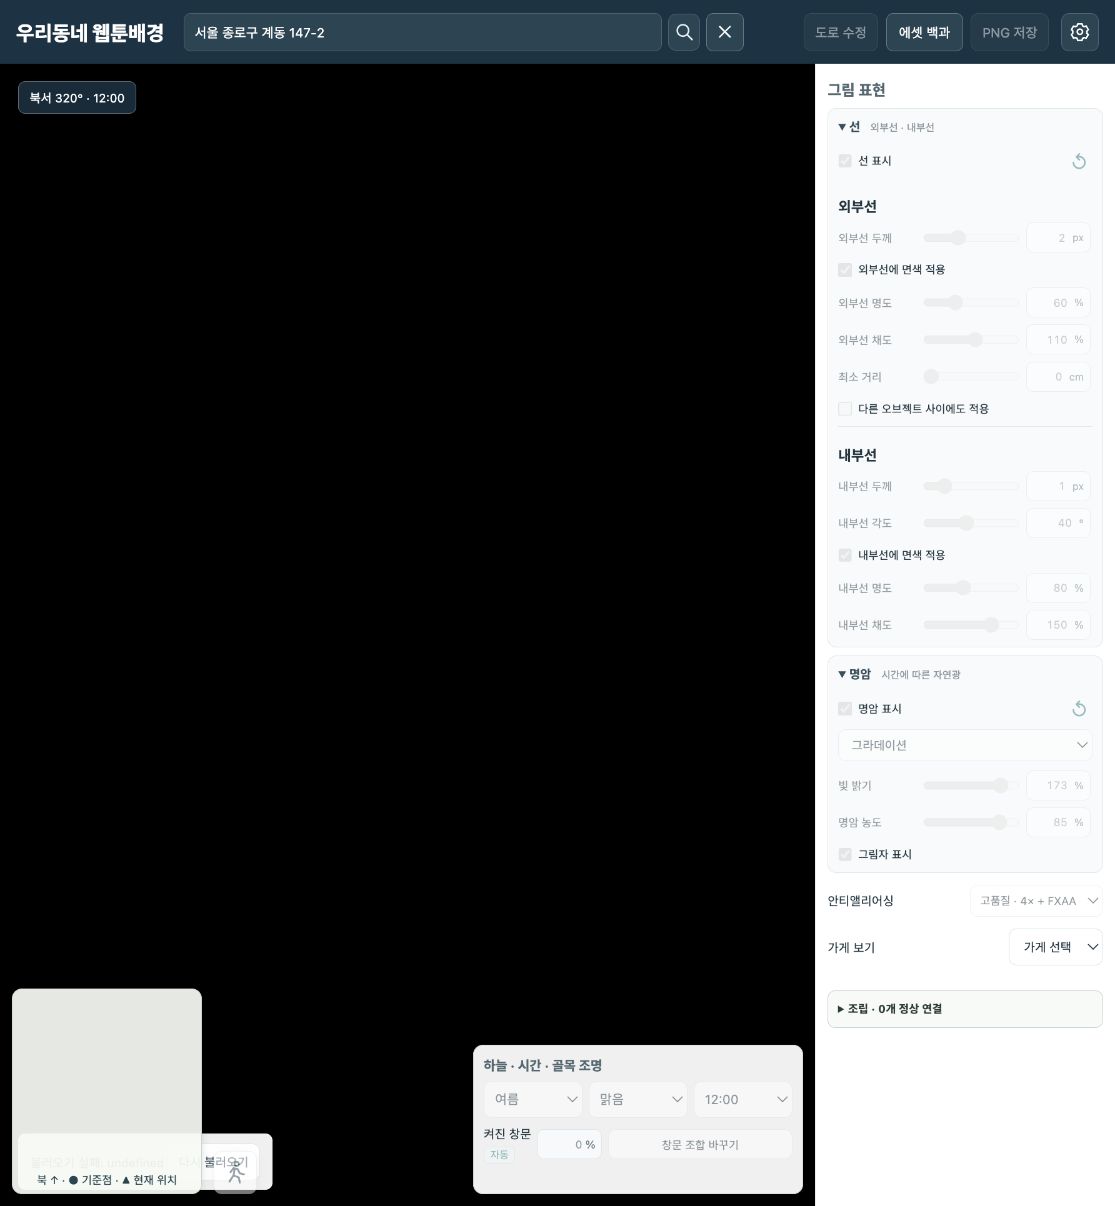 우리동네 웹툰배경
서울 종로구 계동 147-2
도로 수정
에셋 백과
PNG 저장
북서 320° · 12:00
그림 표현
▼ 선 외부선 · 내부선
선 표시
외부선
외부선 두께 2 px
외부선에 면색 적용
외부선 명도 60 %
외부선 채도 110 %
최소 거리 0 cm
다른 오브젝트 사이에도 적용
내부선
내부선 두께 1 px
내부선 각도 40 °
내부선에 면색 적용
내부선 명도 80 %
내부선 채도 150 %
▼ 명암 시간에 따른 자연광
명암 표시
그라데이션
빛 밝기 173 %
명암 농도 85 %
그림자 표시
안티앨리어싱 고품질 · 4× + FXAA
가게 보기 가게 선택
▶ 조립 · 0개 정상 연결
하늘 · 시간 · 골목 조명
여름 맑음 12:00
켜진 창문 0 % 창문 조합 바꾸기
자동
불러오기 실패: undefined 다시 불러오기
북 ↑ · ● 기준점 · ▲ 현재 위치